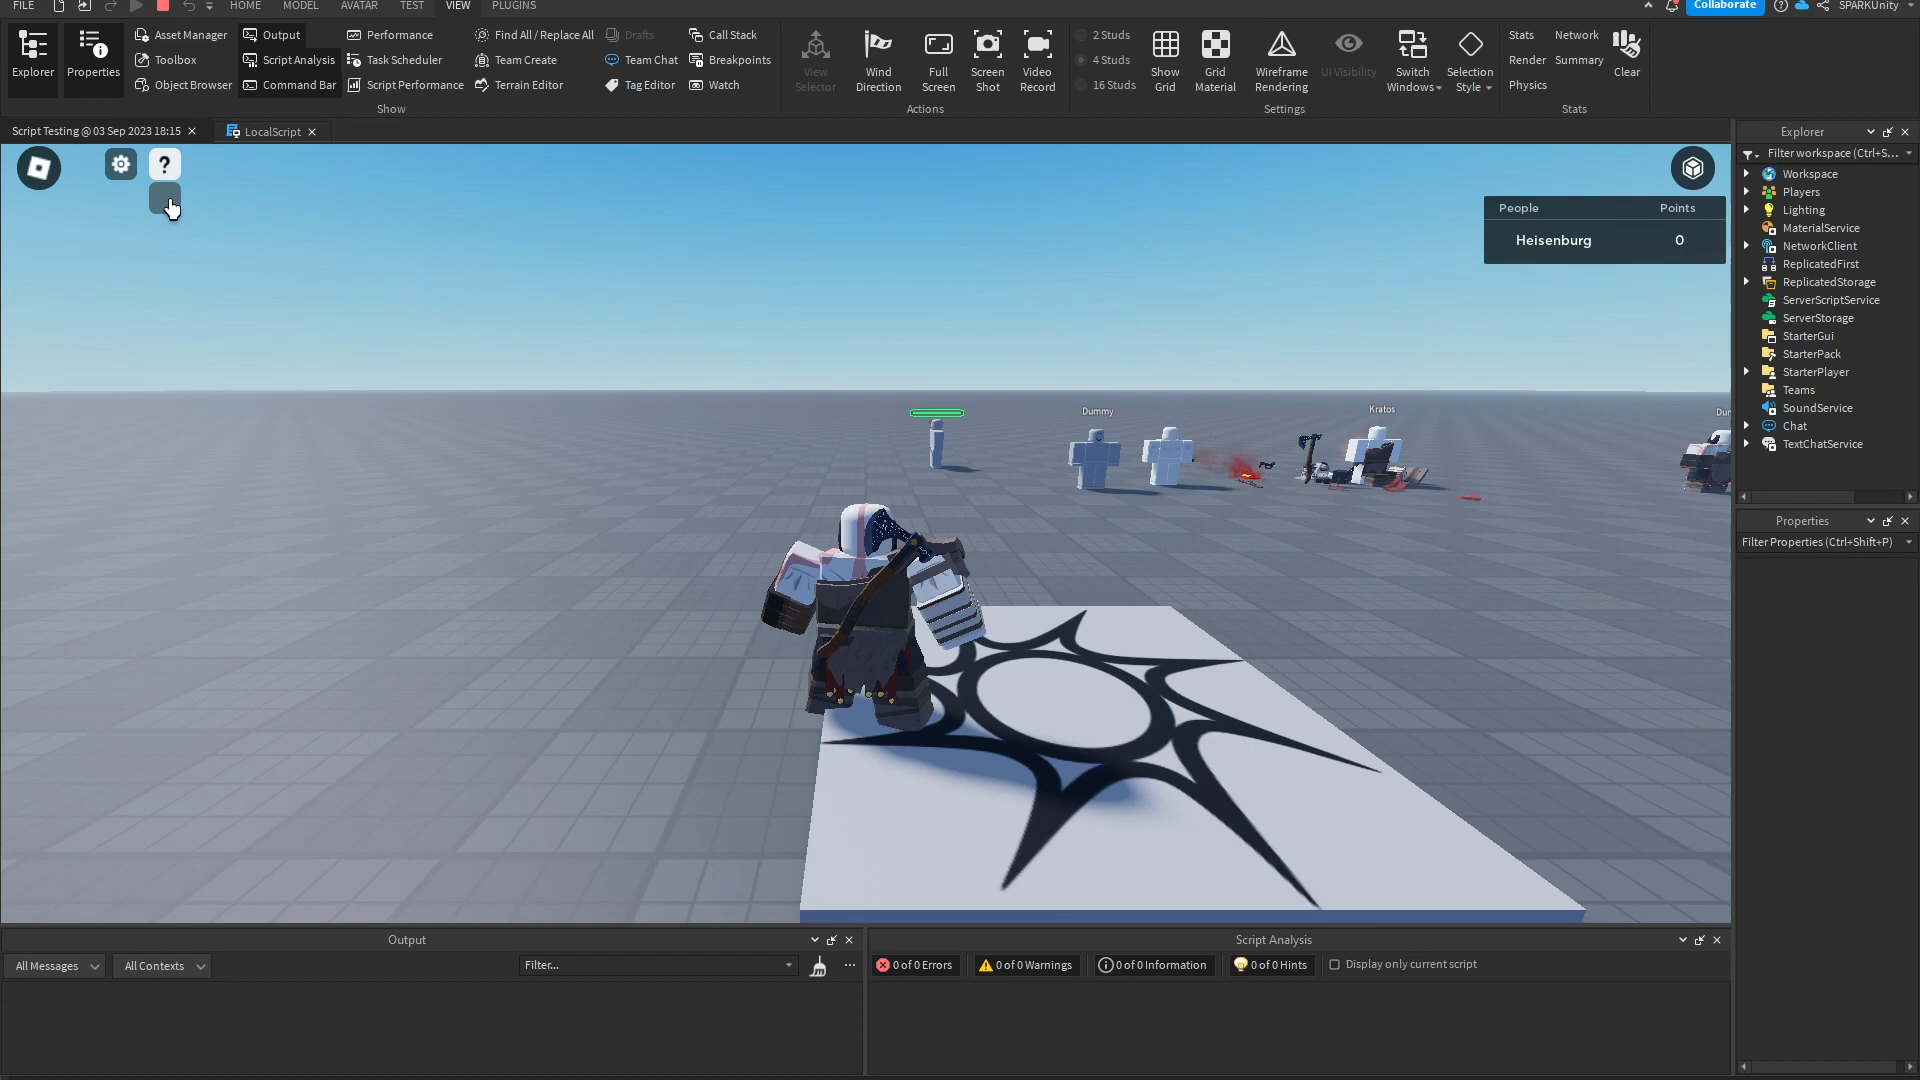 FILE HOME MODEL AVATAR TEST VIEW PLUGINS Collaborate SPARKUnity
Explorer
Properties
Asset Manager
Toolbox
Object Browser
Output
Script Analysis
Command Bar
Performance
Task Scheduler
Script Performance
Find All / Replace All
Team Create
Terrain Editor
Drafts
Team Chat
Tag Editor
Call Stack
Breakpoints
Watch
Show
View
Selector
Wind
Direction
Full
Screen
Screen
Shot
Video
Record
Actions
2 Studs
4 Studs
16 Studs
Show
Grid
Grid
Material
Wireframe
Rendering
UI Visibility
Switch
Windows
Selection
Style
Settings
Stats Network
Render Summary
Physics
Clear
Stats
Script Testing @ 03 Sep 2023 18:15
LocalScript
?
People Points
Heisenburg 0
Dummy
Kratos
Dun
Explorer
Filter workspace (Ctrl+S...
Workspace
Players
Lighting
MaterialService
NetworkClient
ReplicatedFirst
ReplicatedStorage
ServerScriptService
ServerStorage
StarterGui
StarterPack
StarterPlayer
Teams
SoundService
Chat
TextChatService
Properties
Filter Properties (Ctrl+Shift+P)
Output
All Messages All Contexts Filter... ...
Script Analysis
0 of 0 Errors 0 of 0 Warnings 0 of 0 Information 0 of 0 Hints Display only current script